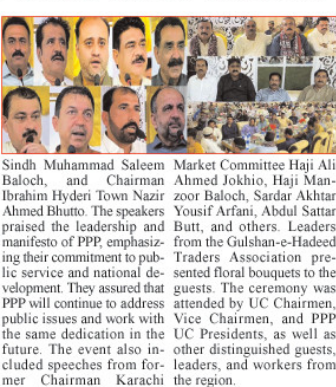 Sindh Muhammad Saleem
Baloch, and Chairman
Ibrahim Hyderi Town Nazir
Ahmed Bhutto. The speakers
praised the leadership and
manifesto of PPP, emphasiz-
ing their commitment to pub-
lic service and national de-
velopment. They assured that
PPP will continue to address
public issues and work with
the same dedication in the
future. The event also in-
cluded speeches from for-
mer Chairman Karachi
Market Committee Haji Ali
Ahmed Jokhio, Haji Man-
zoor Baloch, Sardar Akhtar
Yousif Arfani, Abdul Sattar
Butt, and others. Leaders
from the Gulshan-e-Hadeed
Traders Association pre-
sented floral bouquets to the
guests. The ceremony was
attended by UC Chairmen,
Vice Chairmen, and PPP
UC Presidents, as well as
other distinguished guests,
leaders, and workers from
the region.